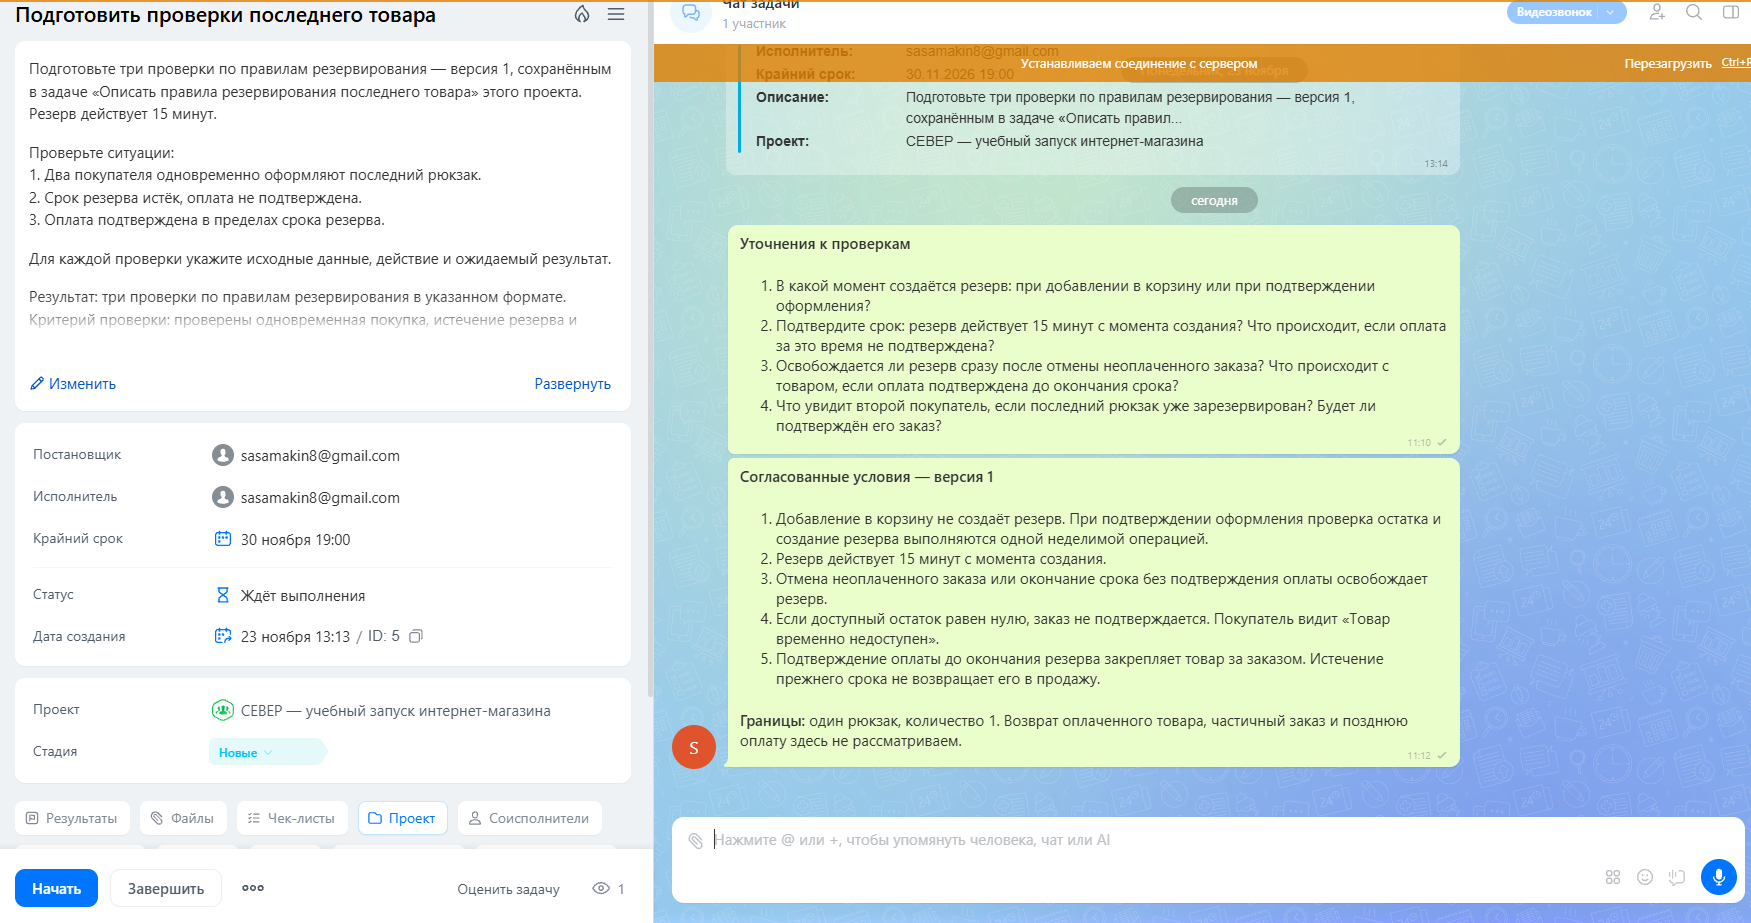 Подготовить проверки последнего товара
Подготовьте три проверки по правилам резервирования — версия 1, сохранённым
в задаче «Описать правила резервирования последнего товара» этого проекта.
Резерв действует 15 минут.
Проверьте ситуации:
1. Два покупателя одновременно оформляют последний рюкзак.
2. Срок резерва истёк, оплата не подтверждена.
3. Оплата подтверждена в пределах срока резерва.
Для каждой проверки укажите исходные данные, действие и ожидаемый результат.
Результат: три проверки по правилам резервирования в указанном формате.
Критерий проверки: проверены одновременная покупка, истечение резерва и
Изменить
Развернуть
Постановщик
sasamakin8@gmail.com
Исполнитель
sasamakin8@gmail.com
Крайний срок
30 ноября 19:00
Статус
Ждёт выполнения
Дата создания
23 ноября 13:13 / ID: 5
Проект
СЕВЕР — учебный запуск интернет-магазина
Стадия
Новые
Результаты
Файлы
Чек-листы
Проект
Соисполнители
Начать
Завершить
Оценить задачу
1
Чат задачи
1 участник
Видеозвонок
Исполнитель: sasamakin8@gmail.com
Устанавливаем соединение с сервером
Перезагрузить Ctrl+R
Крайний срок: 30.11.2026 19:00
Описание: Подготовьте три проверки по правилам резервирования — версия 1,
сохранённым в задаче «Описать правил...
Проект: СЕВЕР — учебный запуск интернет-магазина
13:14
сегодня
Уточнения к проверкам
1. В какой момент создаётся резерв: при добавлении в корзину или при подтверждении
оформления?
2. Подтвердите срок: резерв действует 15 минут с момента создания? Что происходит, если оплата
за это время не подтверждена?
3. Освобождается ли резерв сразу после отмены неоплаченного заказа? Что происходит с
товаром, если оплата подтверждена до окончания срока?
4. Что увидит второй покупатель, если последний рюкзак уже зарезервирован? Будет ли
подтверждён его заказ?
11:10
Согласованные условия — версия 1
1. Добавление в корзину не создаёт резерв. При подтверждении оформления проверка остатка и
создание резерва выполняются одной неделимой операцией.
2. Резерв действует 15 минут с момента создания.
3. Отмена неоплаченного заказа или окончание срока без подтверждения оплаты освобождает
резерв.
4. Если доступный остаток равен нулю, заказ не подтверждается. Покупатель видит «Товар
временно недоступен».
5. Подтверждение оплаты до окончания резерва закрепляет товар за заказом. Истечение
прежнего срока не возвращает его в продажу.
Границы: один рюкзак, количество 1. Возврат оплаченного товара, частичный заказ и позднюю
оплату здесь не рассматриваем.
11:12
S
Нажмите @ или +, чтобы упомянуть человека, чат или AI